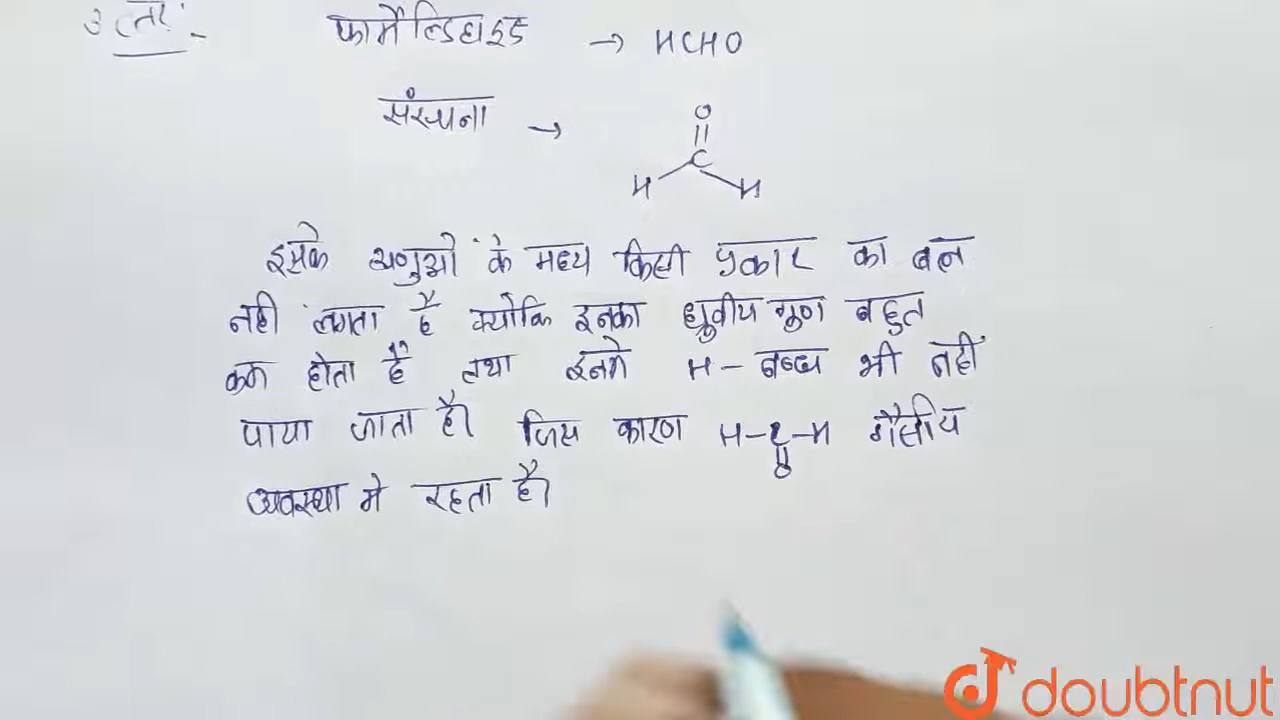 उत्तर:-
फार्मेल्डिहाइड → HCHO
संरचना →
O
||
C
H H
इसके अणुओं के मध्य किसी प्रकार का बल
नही लगता है क्योकि इनका ध्रुवीय गुण बहुत
कम होता है तथा इनमे H-बन्ध भी नहीं
पाया जाता है। जिस कारण H-C-H गैसीय
||
O
अवस्था मे रहता है।
doubtnut